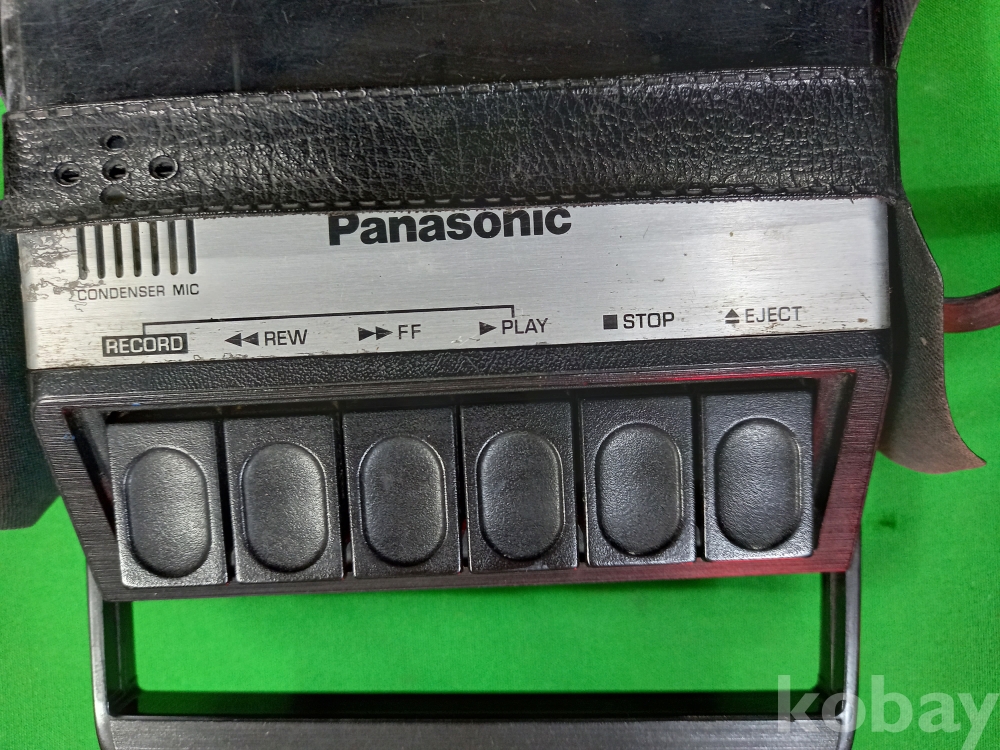 Panasonic
CONDENSER MIC
RECORD ◀◀ REW ▶▶ FF ▶ PLAY ■ STOP ⏏ EJECT
kobay